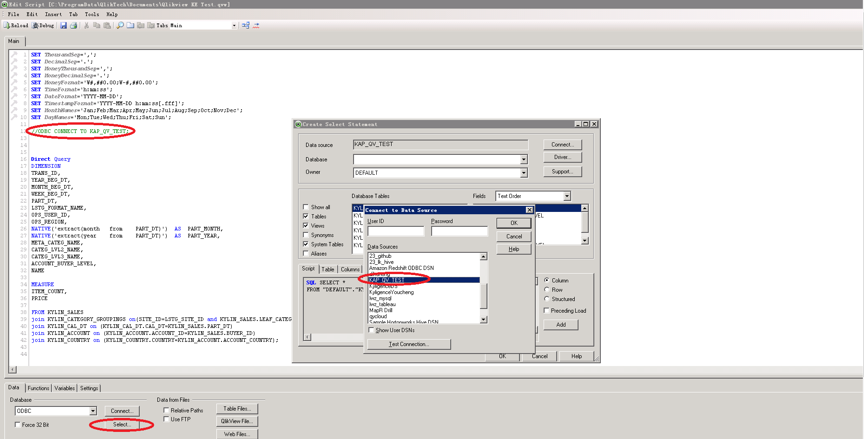 Edit Script [C:\ProgramData\QlikTech\Documents\Qlikview KK Test.qvw]
File Edit Insert Tab Tools Help
Reload Debug Tabs Main
Main
1 SET ThousandSep=',';
2 SET DecimalSep='.';
3 SET MoneyThousandSep=',';
4 SET MoneyDecimalSep='.';
5 SET MoneyFormat='¥#,##0.00;¥-#,##0.00';
6 SET TimeFormat='h:mm:ss';
7 SET DateFormat='YYYY-MM-DD';
8 SET TimestampFormat='YYYY-MM-DD h:mm:ss[.fff]';
9 SET MonthNames='Jan;Feb;Mar;Apr;May;Jun;Jul;Aug;Sep;Oct;Nov;Dec';
10 SET DayNames='Mon;Tue;Wed;Thu;Fri;Sat;Sun';
11
12 //ODBC CONNECT TO KAP_QV_TEST;
13
14
15
16 Direct Query
17 DIMENSION
18 TRANS_ID,
19 YEAR_BEG_DT,
20 MONTH_BEG_DT,
21 WEEK_BEG_DT,
22 PART_DT,
23 LSTG_FORMAT_NAME,
24 OPS_USER_ID,
25 OPS_REGION,
26 NATIVE('extract(month from PART_DT)') AS PART_MONTH,
27 NATIVE('extract(year from PART_DT)') AS PART_YEAR,
28 META_CATEG_NAME,
29 CATEG_LVL2_NAME,
30 CATEG_LVL3_NAME,
31 ACCOUNT_BUYER_LEVEL,
32 NAME
33
34 MEASURE
35 ITEM_COUNT,
36 PRICE
37
38 FROM KYLIN_SALES
39 join KYLIN_CATEGORY_GROUPINGS on(SITE_ID=LSTG_SITE_ID and KYLIN_SALES.LEAF_CATEG
40 join KYLIN_CAL_DT on (KYLIN_CAL_DT.CAL_DT=KYLIN_SALES.PART_DT)
41 join KYLIN_ACCOUNT on (KYLIN_ACCOUNT.ACCOUNT_ID=KYLIN_SALES.BUYER_ID)
42 join KYLIN_COUNTRY on (KYLIN_COUNTRY.COUNTRY=KYLIN_ACCOUNT.ACCOUNT_COUNTRY);
43
44
Create Select Statement
Data source KAP_QV_TEST Connect...
Database Driver...
Owner DEFAULT Support...
Database Tables Fields Text Order
Show all
Tables
Views
Synonyms
System Tables
Aliases
Connect to Data Source
User ID Password OK
Cancel
Help
Data Sources
23_github
23_lk_hive
Amazon Redshift ODBC DSN
KAP_QV_TEST
KyligenceYoucheng
lwz_mysql
lwz_tableau
MapR Drill
qycloud
Sample Hortonworks Hive DSN
Show User DSNs
Test Connection...
Script Table Columns
SQL SELECT *
FROM "DEFAULT"."KY
Column
Row
Structured
Preceding Load
Add
OK Cancel Help
Data Functions Variables Settings
Database Data from Files
ODBC Connect... Relative Paths Table Files...
Force 32 Bit Select... Use FTP QlikView File...
Web Files...